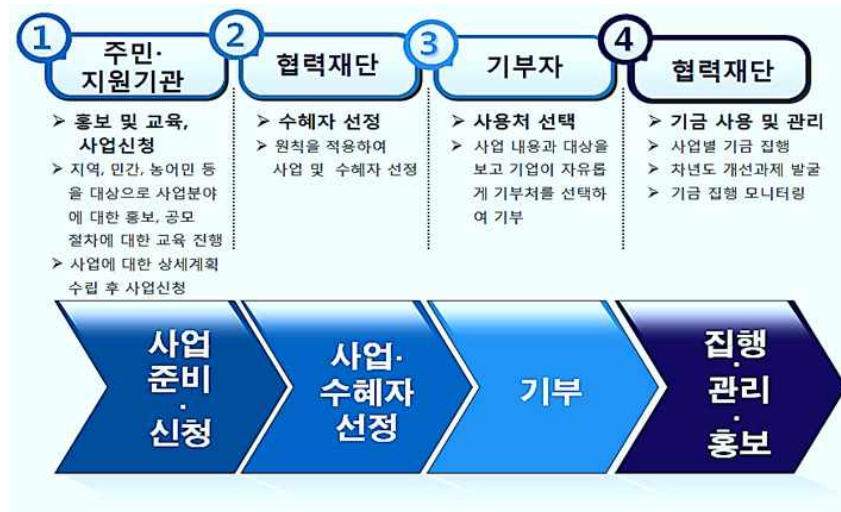 1
주민·
지원기관
➢ 홍보 및 교육,
사업신청
➢ 지역, 민간, 농어민 등
을 대상으로 사업분야
에 대한 홍보, 공모
절차에 대한 교육 진행
➢ 사업에 대한 상세계획
수립 후 사업신청
2
협력재단
➢ 수혜자 선정
➢ 원칙을 적용하여
사업 및 수혜자 선정
3
기부자
➢ 사용처 선택
➢ 사업 내용과 대상을
보고 기업이 자유롭
게 기부처를 선택하
여 기부
4
협력재단
➢ 기금 사용 및 관리
➢ 사업별 기금 집행
➢ 차년도 개선과제 발굴
➢ 기금 집행 모니터링
사업
준비
·
신청
사업·
수혜자
선정
기부
집행
·
관리
·
홍보